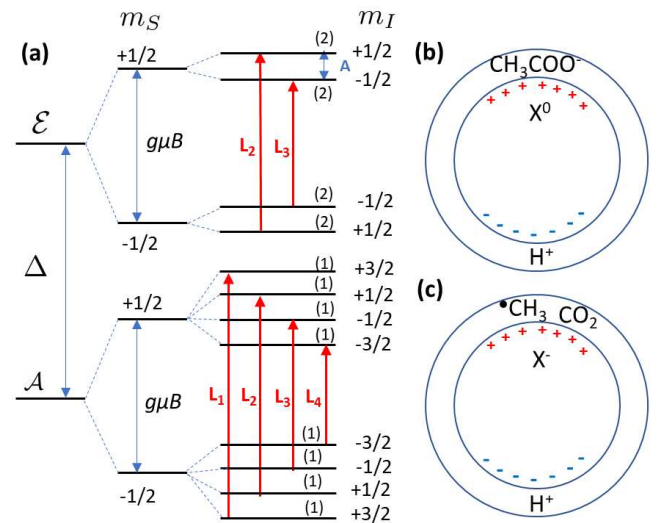 (a) m_S m_I (b)
+1/2 (2) +1/2
A
(2) -1/2
Ɛ gμB L₂ L₃
(2) -1/2
-1/2 (2) +1/2
Δ
(1) +3/2
+1/2 (1) +1/2
(1) -1/2
(1) -3/2
𝒜 gμB L₁ L₂ L₃ L₄
(1) -3/2
(1) -1/2
-1/2 (1) +1/2
(1) +3/2
CH₃COO⁻
+ + + + + + +
X⁰
- - - - - -
H⁺
(c)
•CH₃ CO₂
+ + + + + + +
X⁻
- - - - - -
H⁺